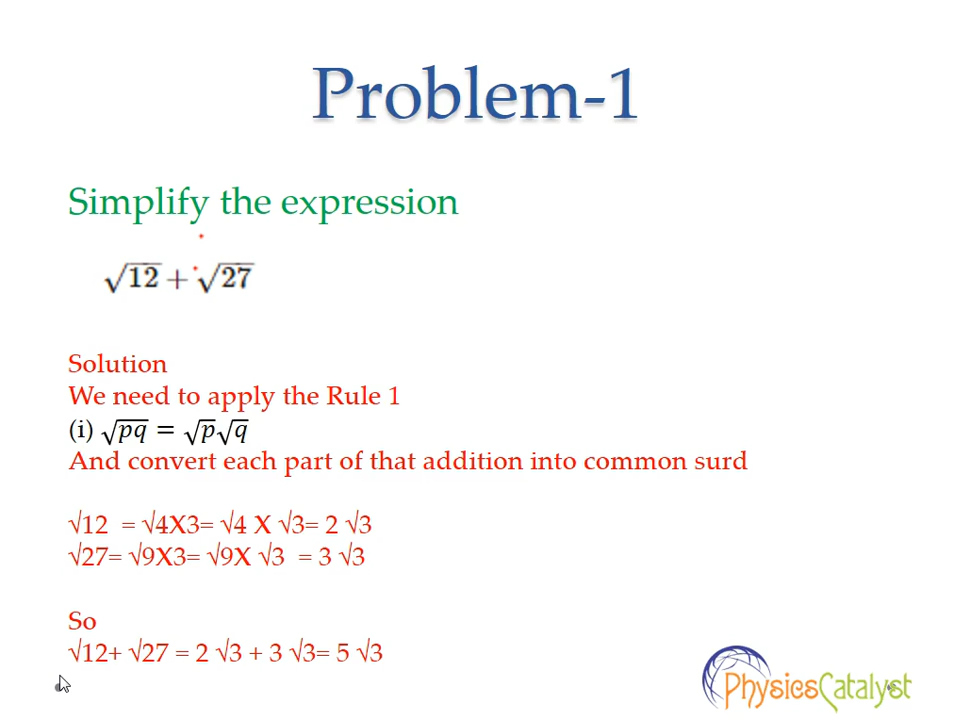 Problem-1
Simplify the expression
√12 + √27
Solution
We need to apply the Rule 1
(i) √pq = √p√q
And convert each part of that addition into common surd
√12 = √4X3= √4 X √3= 2 √3
√27= √9X3= √9X √3 = 3 √3
So
√12+ √27 = 2 √3 + 3 √3= 5 √3
PhysicsCatalyst